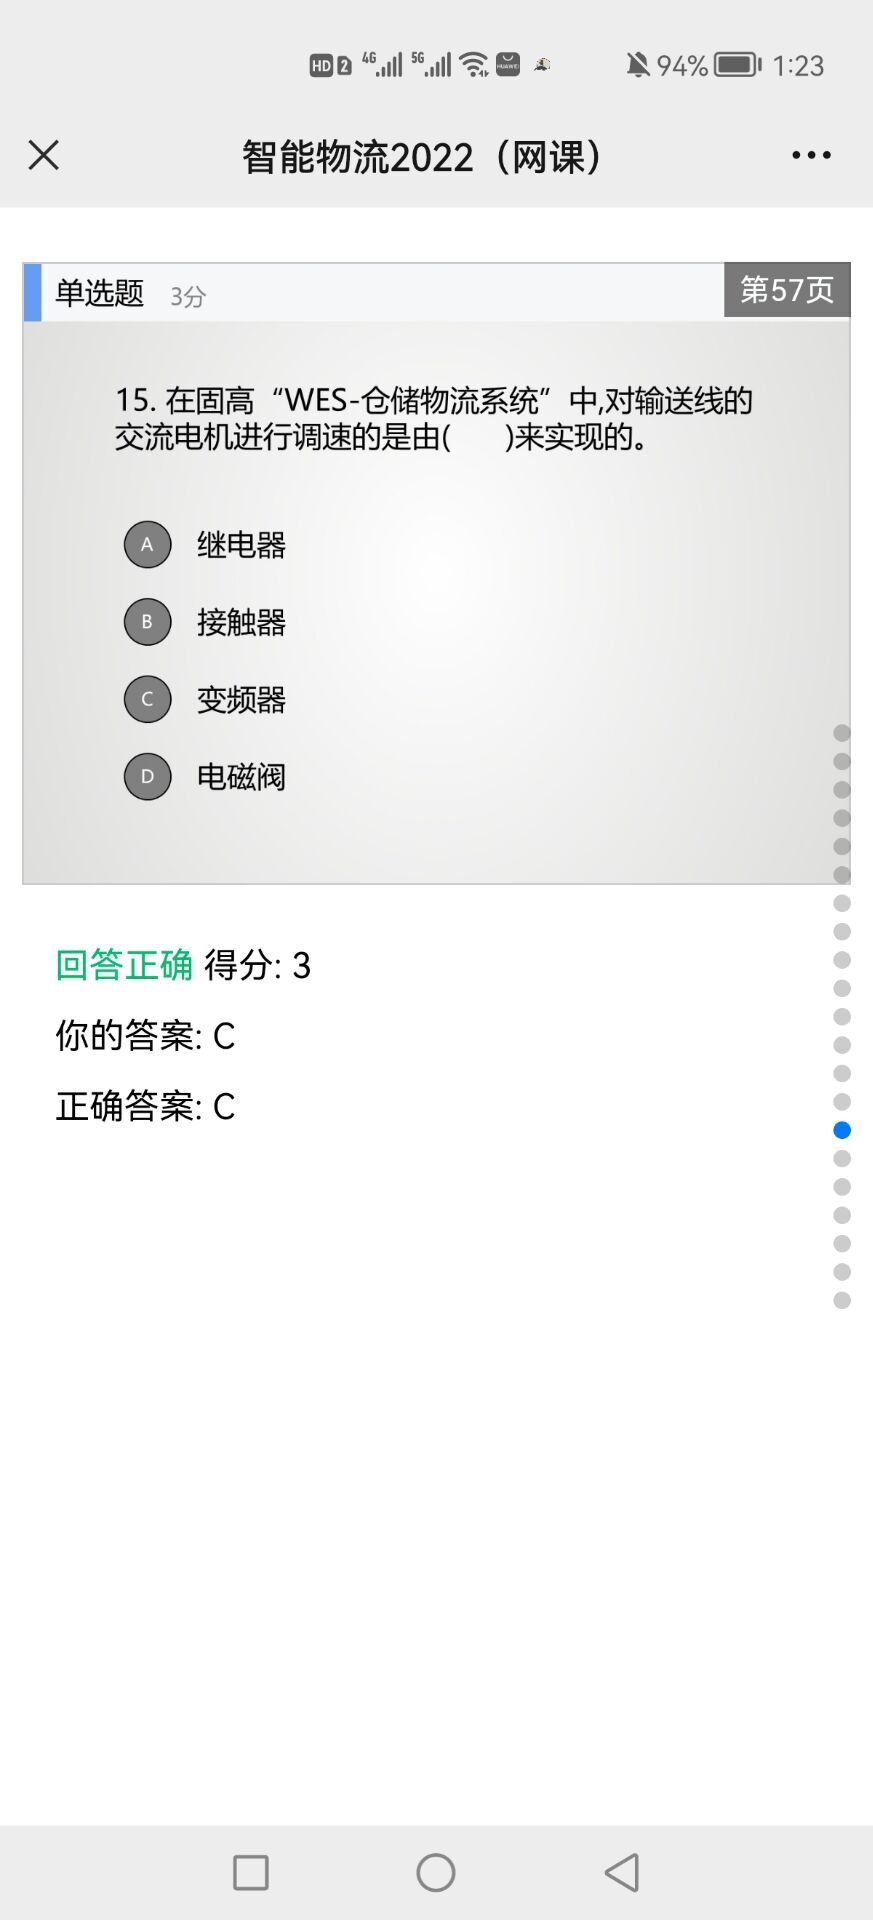 HD 2 4G 5G HUAWEI 94% 1:23
智能物流2022（网课）
单选题 3分 第57页
15. 在固高“WES-仓储物流系统”中,对输送线的
交流电机进行调速的是由( )来实现的。
A 继电器
B 接触器
C 变频器
D 电磁阀
回答正确 得分: 3
你的答案: C
正确答案: C